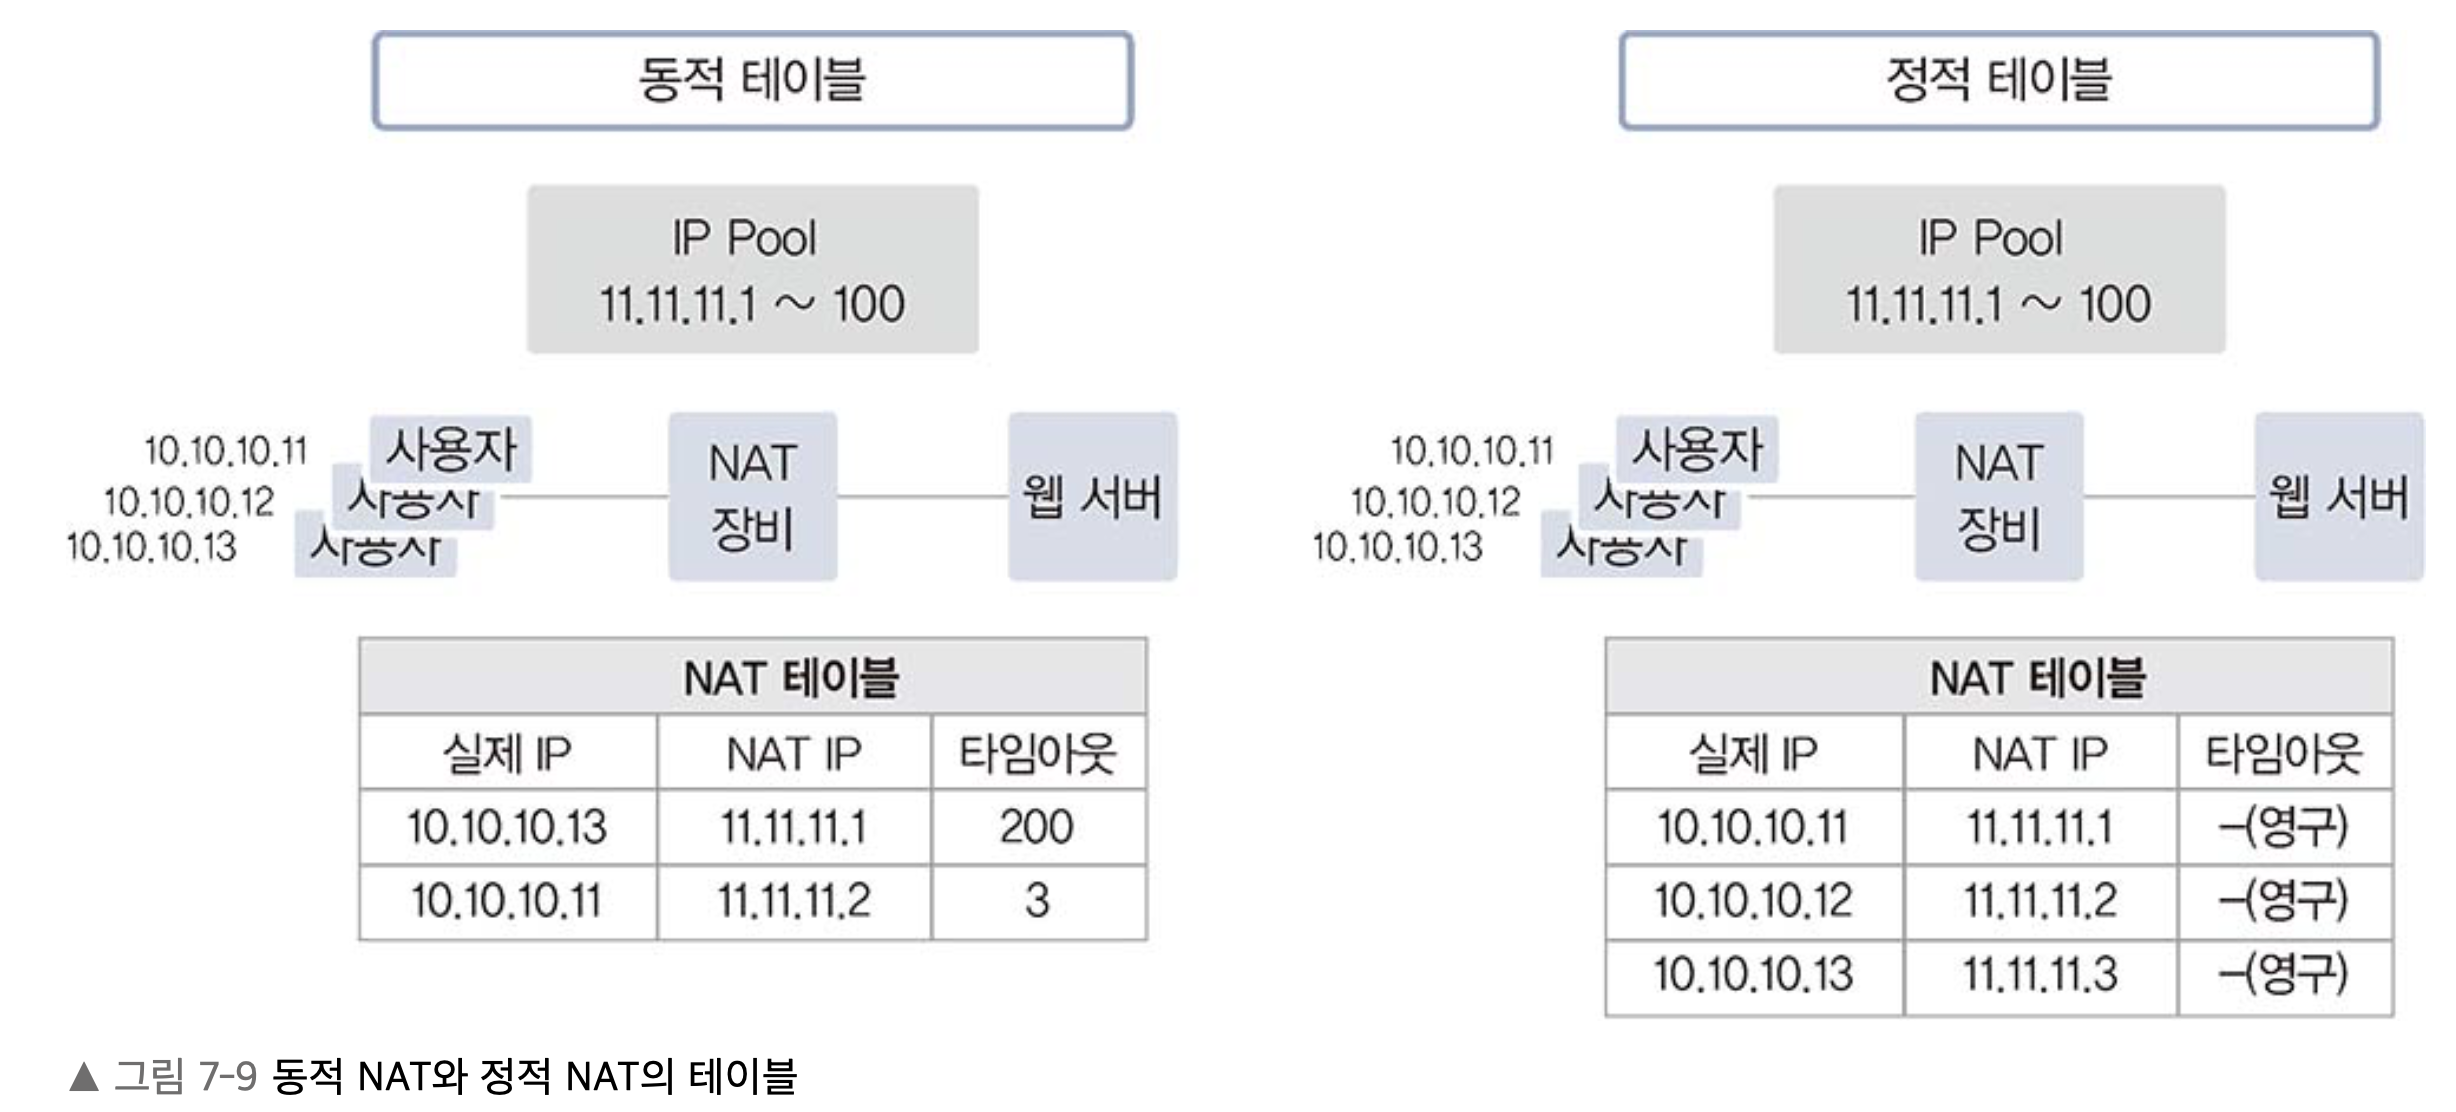 동적 테이블
IP Pool
11.11.11.1 ~ 100
10.10.10.11
사용자
10.10.10.12
사용자
10.10.10.13
사용자
NAT
장비
웹 서버
NAT 테이블
실제 IP NAT IP 타임아웃
10.10.10.13 11.11.11.1 200
10.10.10.11 11.11.11.2 3
정적 테이블
IP Pool
11.11.11.1 ~ 100
10.10.10.11
사용자
10.10.10.12
사용자
10.10.10.13
사용자
NAT
장비
웹 서버
NAT 테이블
실제 IP NAT IP 타임아웃
10.10.10.11 11.11.11.1 –(영구)
10.10.10.12 11.11.11.2 –(영구)
10.10.10.13 11.11.11.3 –(영구)
▲ 그림 7-9 동적 NAT와 정적 NAT의 테이블